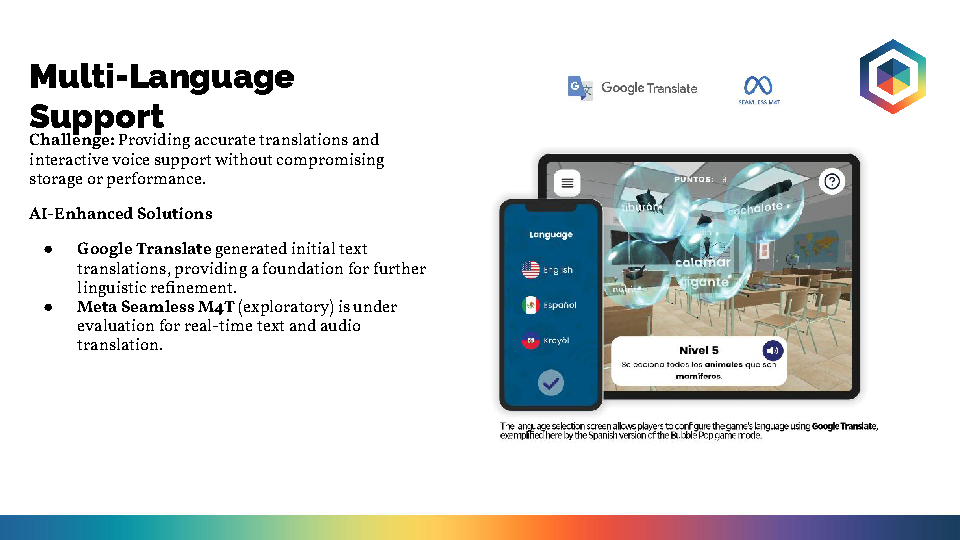 Multi-Language
Support
Challenge: Providing accurate translations and
interactive voice support without compromising
storage or performance.
AI-Enhanced Solutions
● Google Translate generated initial text
translations, providing a foundation for further
linguistic refinement.
● Meta Seamless M4T (exploratory) is under
evaluation for real-time text and audio
translation.
Google Translate
SEAMLESS M4T
PUNTOS:
tiburón
cachalote
calamar
gigante
Language
English
Español
Kreyòl
Nivel 5
Selecciona todos los animales que son
mamíferos.
The language selection screen allows players to configure the game's language using Google Translate,
exemplified here by the Spanish version of the Bubble Pop game mode.